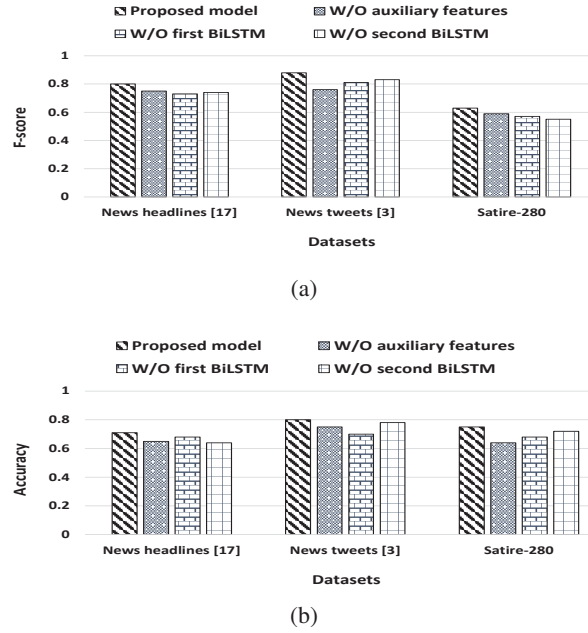 Proposed model W/O auxiliary features
W/O first BiLSTM W/O second BiLSTM
1
0.8
0.6
0.4
0.2
0
F-score
News headlines [17] News tweets [3] Satire-280
Datasets
(a)
Proposed model W/O auxiliary features
W/O first BiLSTM W/O second BiLSTM
1
0.8
0.6
0.4
0.2
0
Accuracy
News headlines [17] News tweets [3] Satire-280
Datasets
(b)